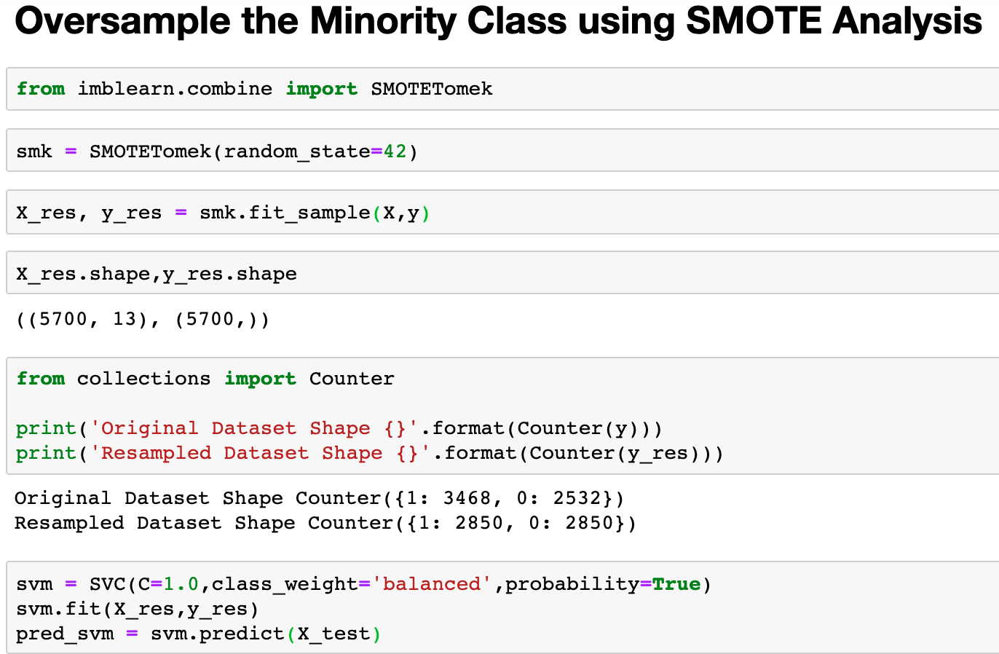 Oversample the Minority Class using SMOTE Analysis
from imblearn.combine import SMOTETomek
smk = SMOTETomek(random_state=42)
X_res, y_res = smk.fit_sample(X,y)
X_res.shape,y_res.shape
((5700, 13), (5700,))
from collections import Counter
print('Original Dataset Shape {}'.format(Counter(y)))
print('Resampled Dataset Shape {}'.format(Counter(y_res)))
Original Dataset Shape Counter({1: 3468, 0: 2532})
Resampled Dataset Shape Counter({1: 2850, 0: 2850})
svm = SVC(C=1.0,class_weight='balanced',probability=True)
svm.fit(X_res,y_res)
pred_svm = svm.predict(X_test)